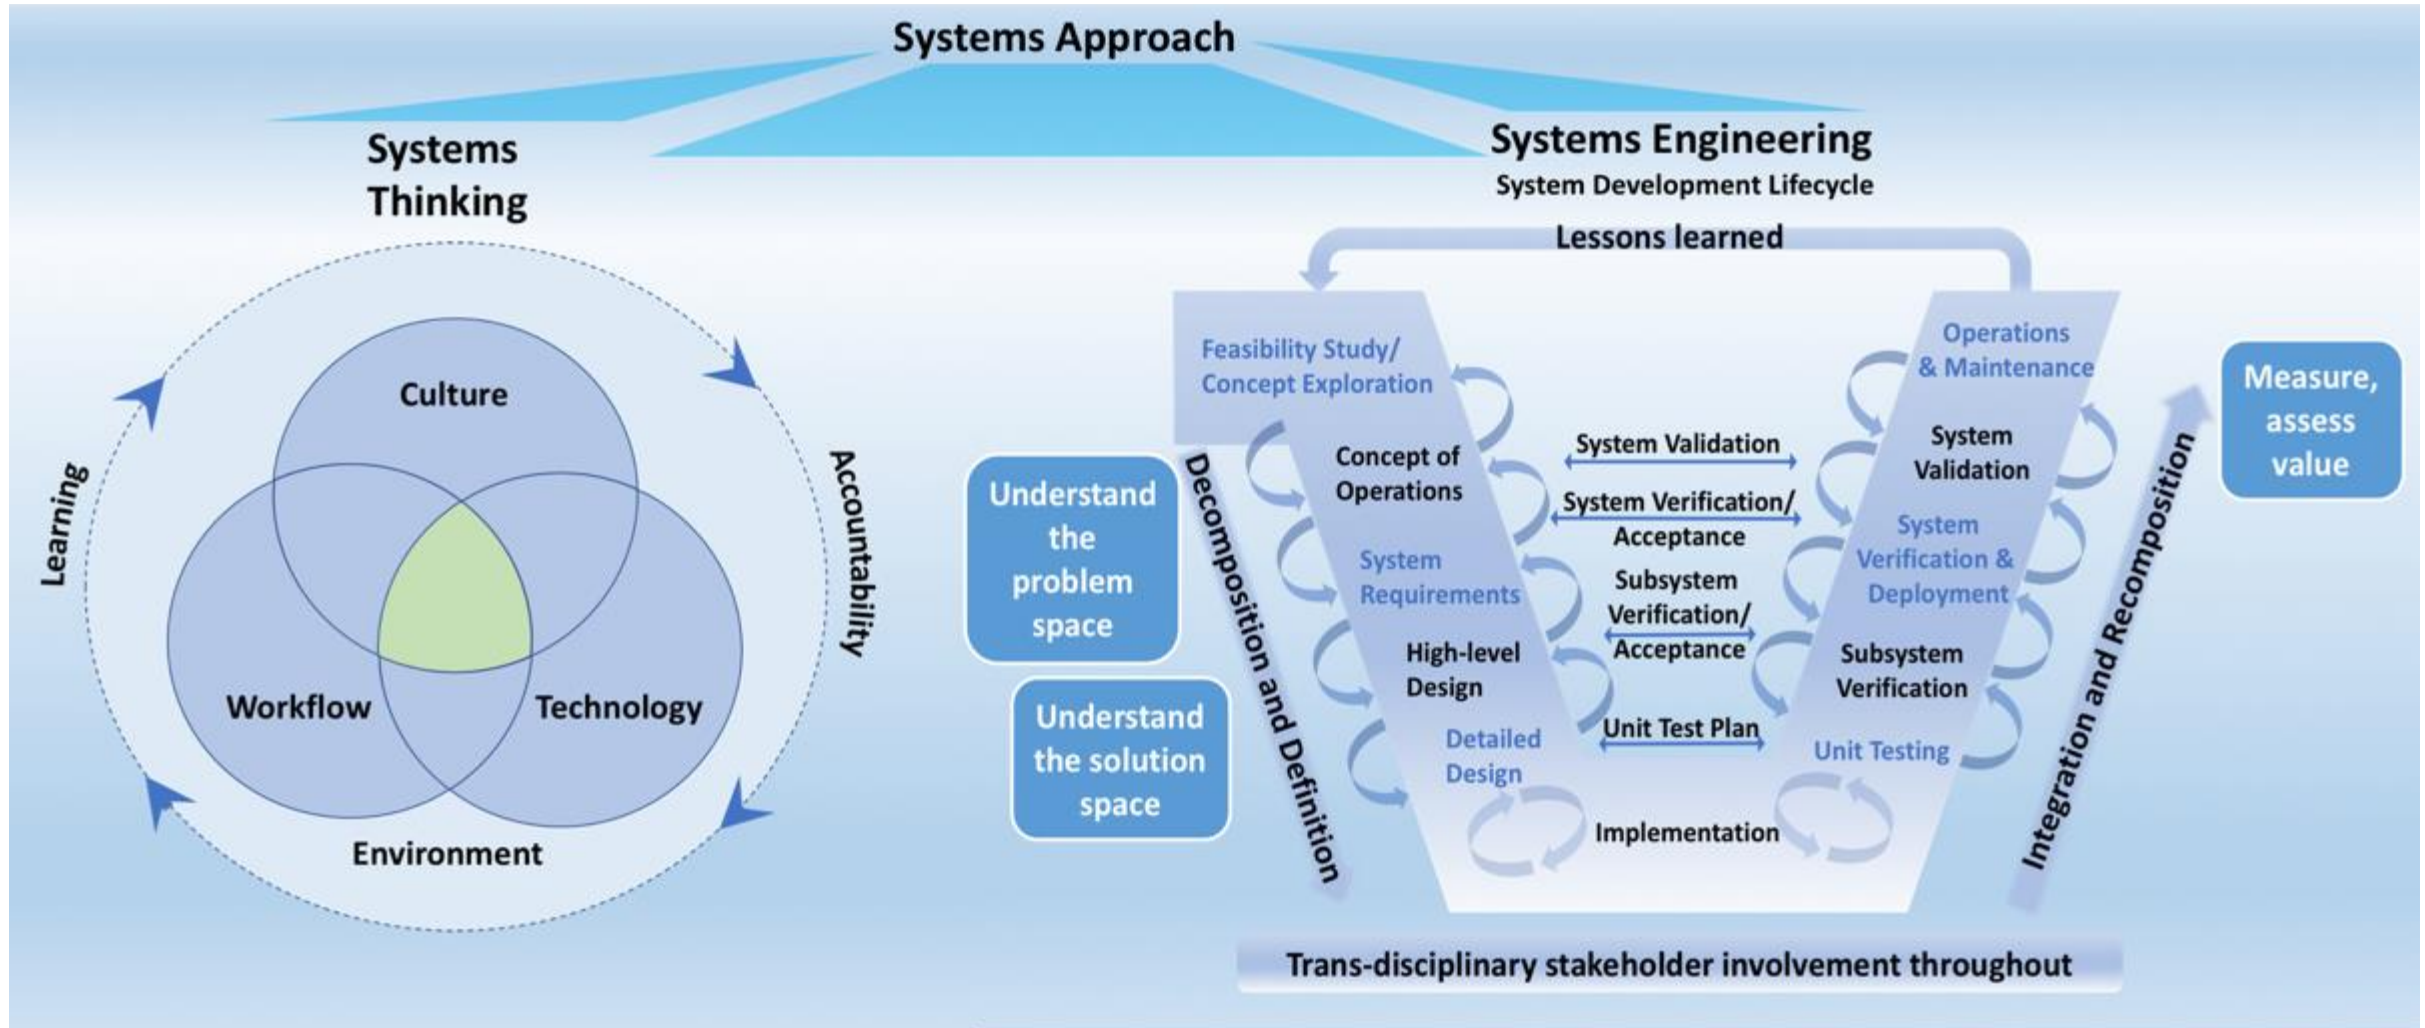 Systems Approach
Systems
Thinking
Learning
Culture
Accountability
Workflow
Technology
Environment
Systems Engineering
System Development Lifecycle
Lessons learned
Understand
the
problem
space
Understand
the solution
space
Decomposition and Definition
Feasibility Study/
Concept Exploration
Concept of
Operations
System
Requirements
High-level
Design
Detailed
Design
System Validation
System Verification/
Acceptance
Subsystem
Verification/
Acceptance
Unit Test Plan
Implementation
Operations
& Maintenance
System
Validation
System
Verification &
Deployment
Subsystem
Verification
Unit Testing
Integration and Recomposition
Measure,
assess
value
Trans-disciplinary stakeholder involvement throughout